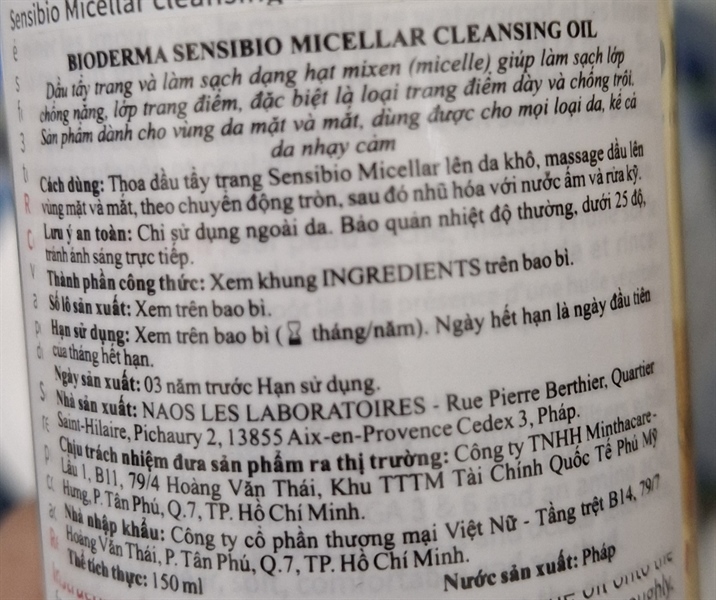 Sensibio Micellar
BIODERMA SENSIBIO MICELLAR CLEANSING OIL
Dầu tẩy trang và làm sạch dạng hạt mixen (micelle) giúp làm sạch lớp
chống nắng, lớp trang điểm, đặc biệt là loại trang điểm dày và chống trôi.
Sản phẩm dành cho vùng da mặt và mắt, dùng được cho mọi loại da, kể cả
da nhạy cảm
Cách dùng: Thoa dầu tẩy trang Sensibio Micellar lên da khô, massage dầu lên
vùng mặt và mắt, theo chuyển động tròn, sau đó nhũ hóa với nước ấm và rửa kỹ.
Lưu ý an toàn: Chỉ sử dụng ngoài da. Bảo quản nhiệt độ thường, dưới 25 độ,
tránh ánh sáng trực tiếp.
Thành phần công thức: Xem khung INGREDIENTS trên bao bì.
Số lô sản xuất: Xem trên bao bì.
Hạn sử dụng: Xem trên bao bì (⌛ tháng/năm). Ngày hết hạn là ngày đầu tiên
của tháng hết hạn.
Ngày sản xuất: 03 năm trước Hạn sử dụng.
Nhà sản xuất: NAOS LES LABORATOIRES - Rue Pierre Berthier, Quartier
Saint-Hilaire, Pichaury 2, 13855 Aix-en-Provence Cedex 3, Pháp.
Chịu trách nhiệm đưa sản phẩm ra thị trường: Công ty TNHH Minthacare-
Lầu 1, B11, 79/4 Hoàng Văn Thái, Khu TTTM Tài Chính Quốc Tế Phú Mỹ
Hưng, P. Tân Phú, Q.7, TP. Hồ Chí Minh.
Nhà nhập khẩu: Công ty cổ phần thương mại Việt Nữ - Tầng trệt B14, 79/7
Hoàng Văn Thái, P. Tân Phú, Q.7, TP. Hồ Chí Minh.
Thể tích thực: 150 ml
Nước sản xuất: Pháp